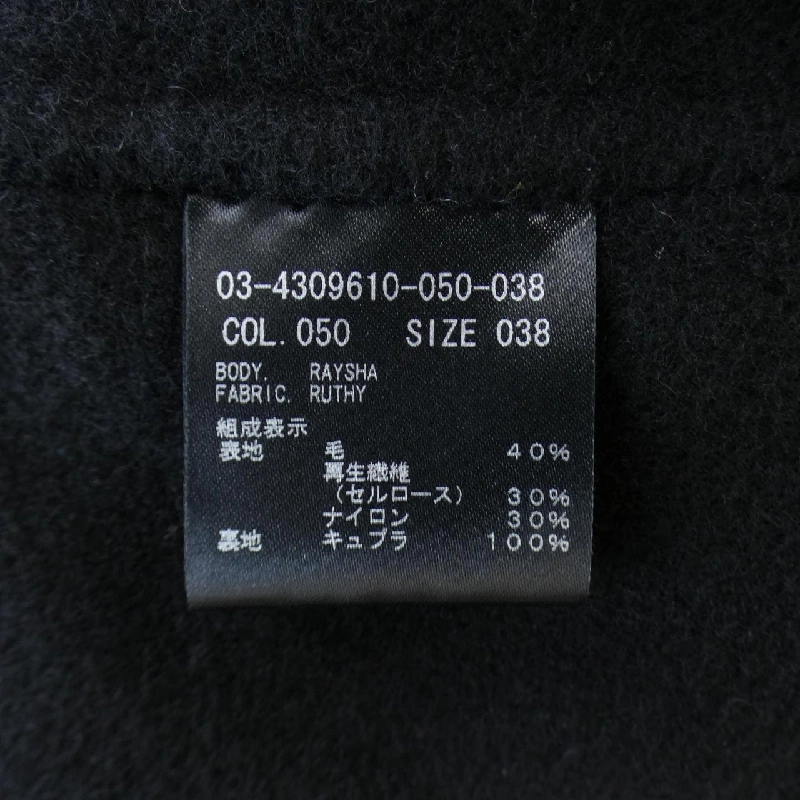 03-4309610-050-038
COL. 050 SIZE 038
BODY. RAYSHA
FABRIC. RUTHY
組成表示
表地 毛 40%
再生繊維
(セルロース) 30%
ナイロン 30%
裏地 キュプラ 100%